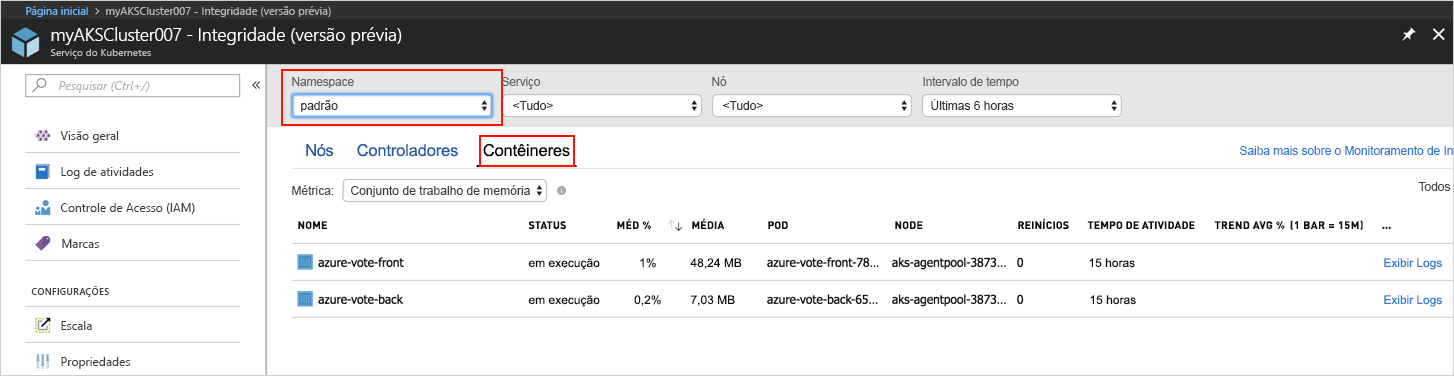 Página inicial > myAKSCluster007 - Integridade (versão prévia)
myAKSCluster007 - Integridade (versão prévia)
Serviço do Kubernetes
Pesquisar (Ctrl+/)
Visão geral
Log de atividades
Controle de Acesso (IAM)
Marcas
CONFIGURAÇÕES
Escala
Propriedades
Namespace Serviço Nó Intervalo de tempo
padrão <Tudo> <Tudo> Últimas 6 horas
Nós Controladores Contêineres
Saiba mais sobre o Monitoramento de In
Métrica: Conjunto de trabalho de memória
Todos
NOME STATUS MÉD % MÉDIA POD NODE REINÍCIOS TEMPO DE ATIVIDADE TREND AVG % (1 BAR = 15M) ...
azure-vote-front em execução 1% 48,24 MB azure-vote-front-78... aks-agentpool-3873... 0 15 horas Exibir Logs
azure-vote-back em execução 0,2% 7,03 MB azure-vote-back-65... aks-agentpool-3873... 0 15 horas Exibir Logs